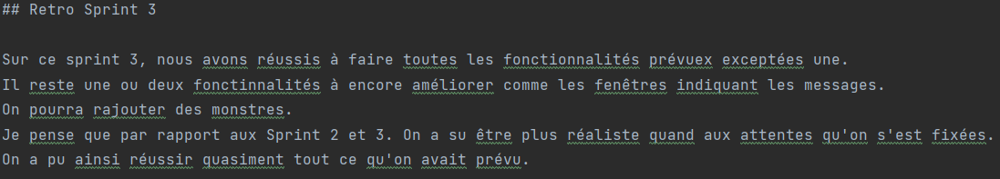 ## Retro Sprint 3
Sur ce sprint 3, nous avons réussis à faire toutes les fonctionnalités prévuex exceptées une.
Il reste une ou deux fonctinnalités à encore améliorer comme les fenêtres indiquant les messages.
On pourra rajouter des monstres.
Je pense que par rapport aux Sprint 2 et 3. On a su être plus réaliste quand aux attentes qu'on s'est fixées.
On a pu ainsi réussir quasiment tout ce qu'on avait prévu.